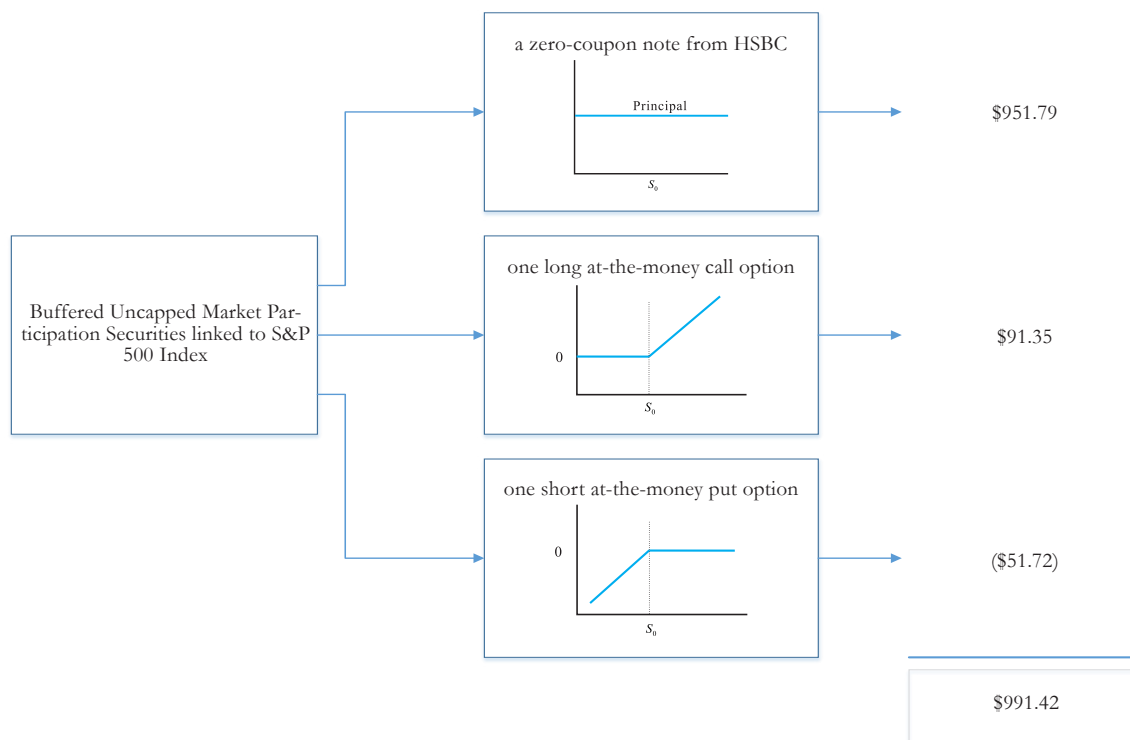 a zero-coupon note from HSBC
Principal
S₀
$951.79
Buffered Uncapped Market Par-
ticipation Securities linked to S&P
500 Index
one long at-the-money call option
0
S₀
$91.35
one short at-the-money put option
0
S₀
($51.72)
$991.42